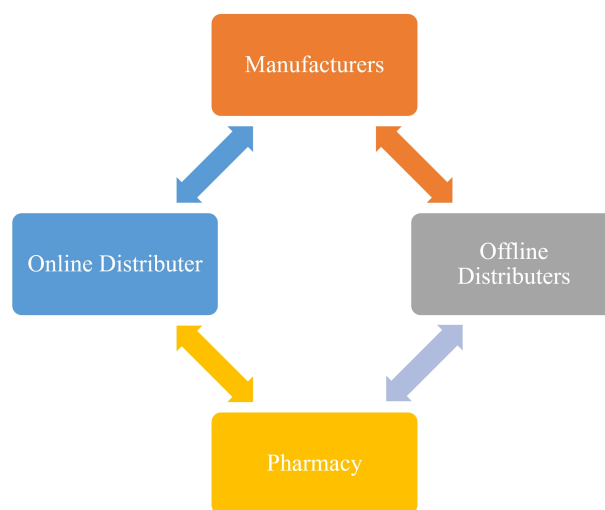 Manufacturers
Online Distributer
Offline
Distributers
Pharmacy